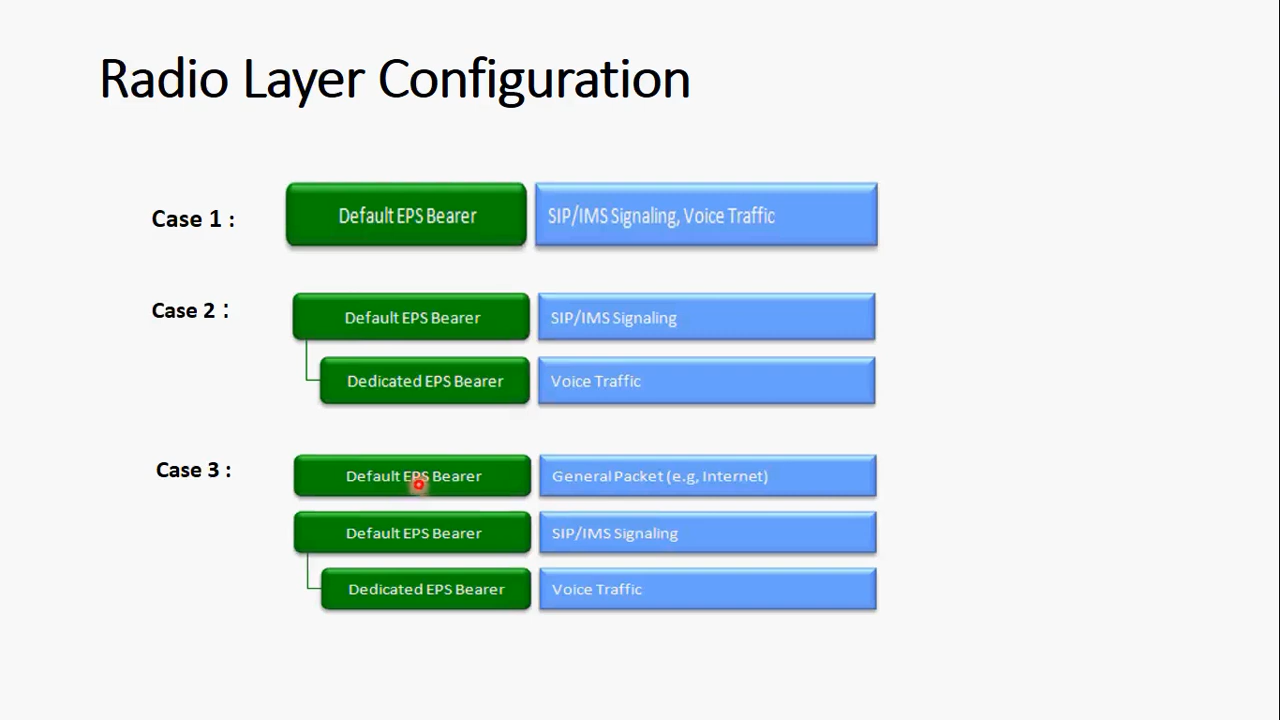 Radio Layer Configuration
Case 1 :
Default EPS Bearer
SIP/IMS Signaling, Voice Traffic
Case 2 :
Default EPS Bearer
SIP/IMS Signaling
Dedicated EPS Bearer
Voice Traffic
Case 3 :
Default EPS Bearer
General Packet (e.g, Internet)
Default EPS Bearer
SIP/IMS Signaling
Dedicated EPS Bearer
Voice Traffic